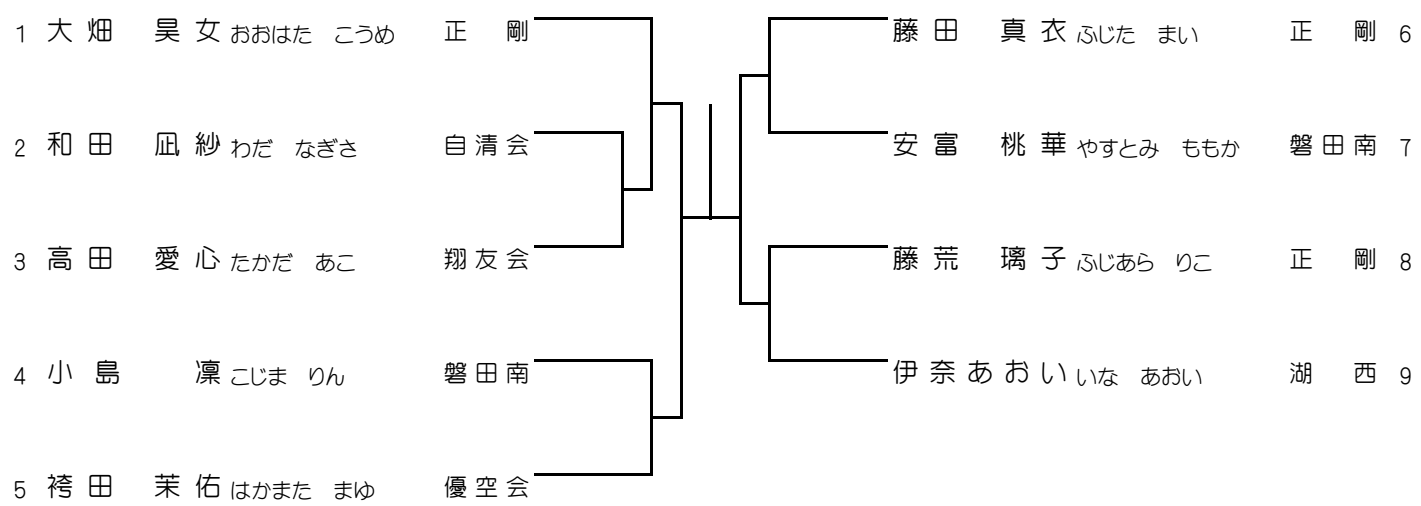 1 大畑 昊女 おおはた こうめ 正剛
2 和田 凪紗 わだ なぎさ 自清会
3 高田 愛心 たかだ あこ 翔友会
4 小島 凜 こじま りん 磐田南
5 袴田 茉佑 はかまた まゆ 優空会
藤田 真衣 ふじた まい 正剛 6
安富 桃華 やすとみ ももか 磐田南 7
藤荒 璃子 ふじあら りこ 正剛 8
伊奈あおい いな あおい 湖西 9